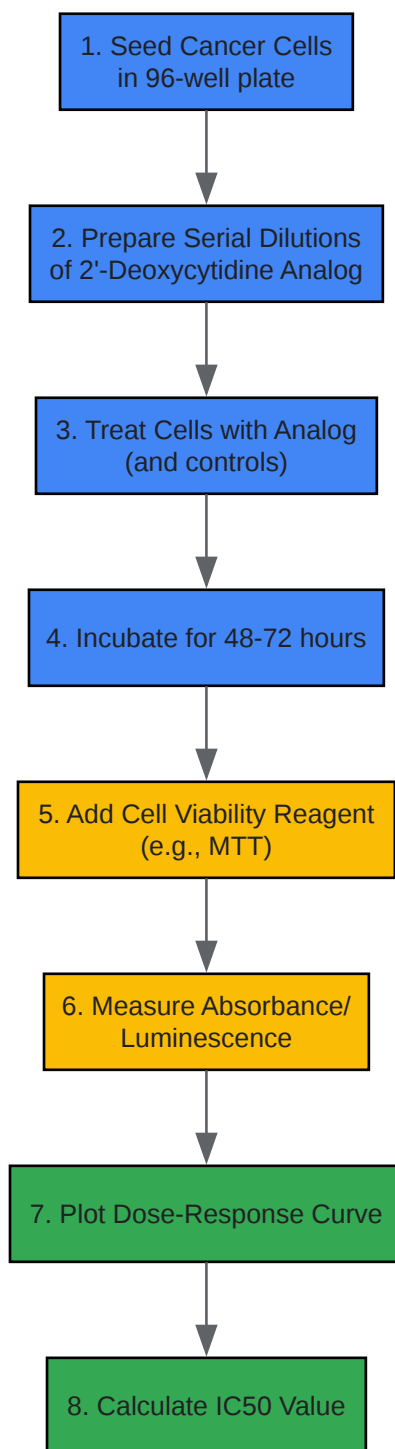 1. Seed Cancer Cells
in 96-well plate
2. Prepare Serial Dilutions
of 2'-Deoxycytidine Analog
3. Treat Cells with Analog
(and controls)
4. Incubate for 48-72 hours
5. Add Cell Viability Reagent
(e.g., MTT)
6. Measure Absorbance/
Luminescence
7. Plot Dose-Response Curve
8. Calculate IC50 Value